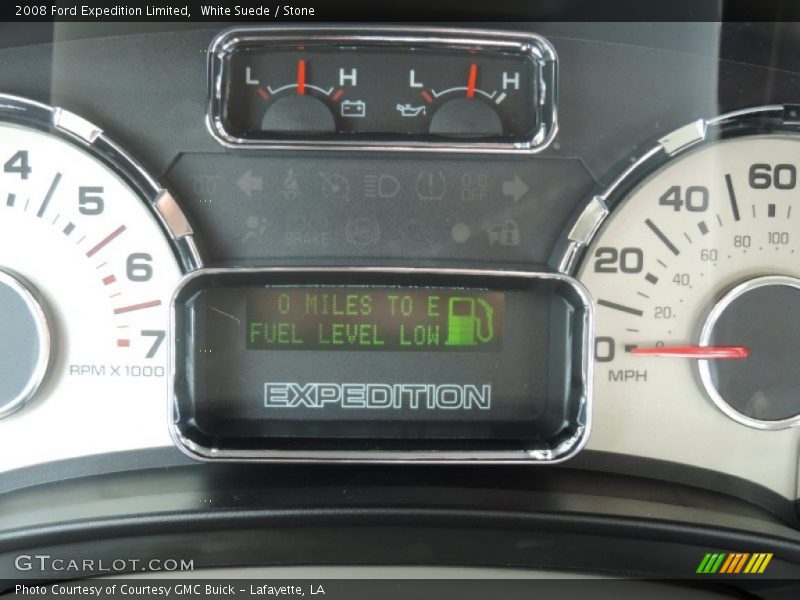 2008 Ford Expedition Limited,  White Suede / Stone
L H L H
4 5 6 7
RPM X 1000
O/D OFF
BRAKE
0 MILES TO E
FUEL LEVEL LOW
EXPEDITION
0 20 40 60
20 40 60 80 100
MPH
GTCARLOT.COM
Photo Courtesy of Courtesy GMC Buick - Lafayette, LA